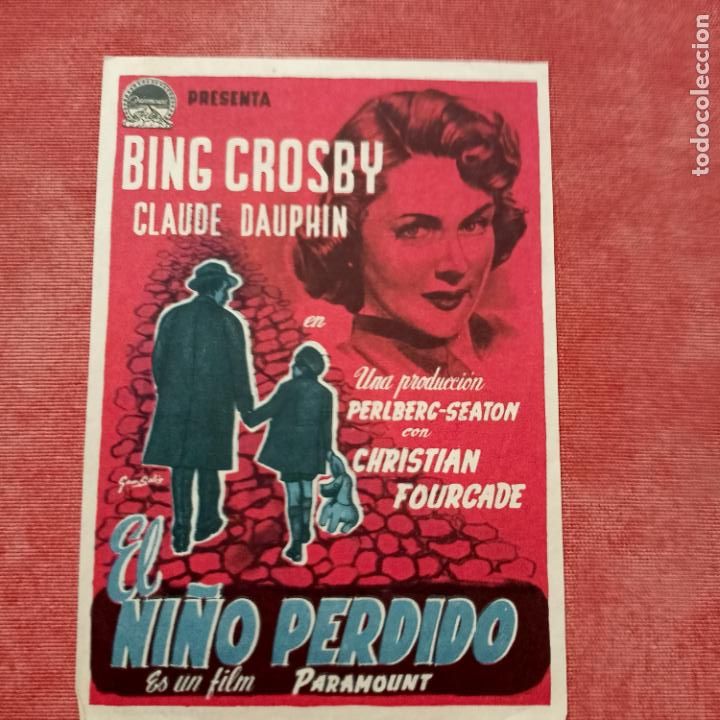 Paramount
PRESENTA
BING CROSBY
CLAUDE DAUPHIN
en
Una producción
PERLBERG-SEATON
con
CHRISTIAN
FOURCADE
El
NIÑO PERDIDO
Es un film PARAMOUNT
todocoleccion